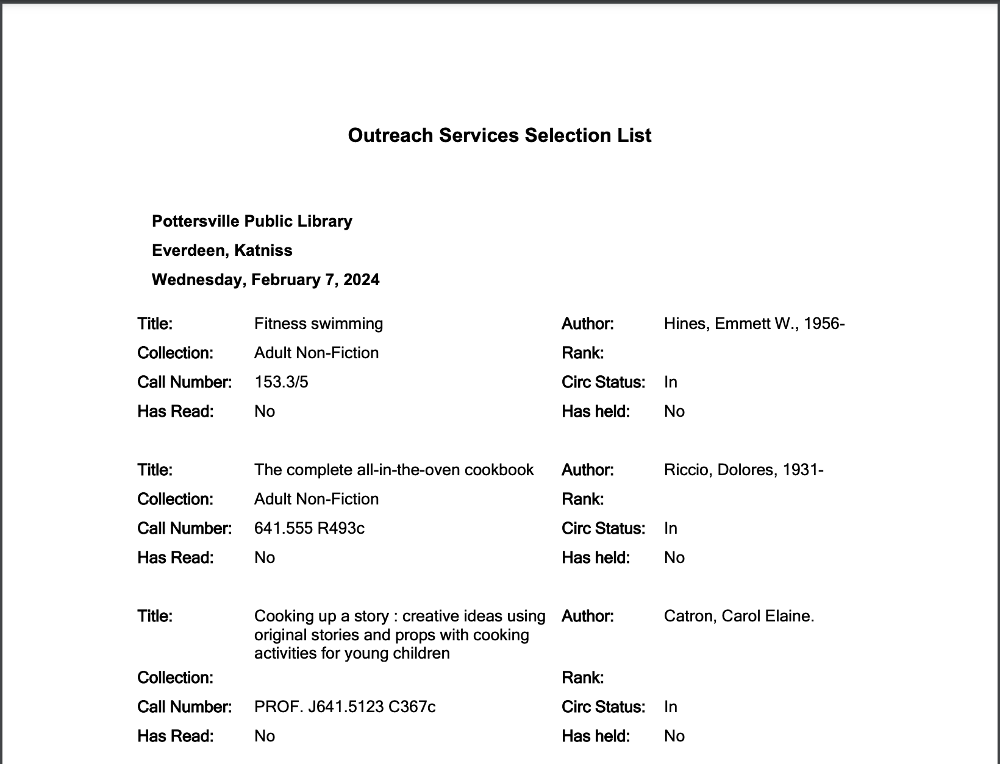 Outreach Services Selection List
Pottersville Public Library
Everdeen, Katniss
Wednesday, February 7, 2024
Title: Fitness swimming Author: Hines, Emmett W., 1956-
Collection: Adult Non-Fiction Rank:
Call Number: 153.3/5 Circ Status: In
Has Read: No Has held: No
Title: The complete all-in-the-oven cookbook Author: Riccio, Dolores, 1931-
Collection: Adult Non-Fiction Rank:
Call Number: 641.555 R493c Circ Status: In
Has Read: No Has held: No
Title: Cooking up a story : creative ideas using Author: Catron, Carol Elaine.
original stories and props with cooking
activities for young children
Collection: Rank:
Call Number: PROF. J641.5123 C367c Circ Status: In
Has Read: No Has held: No